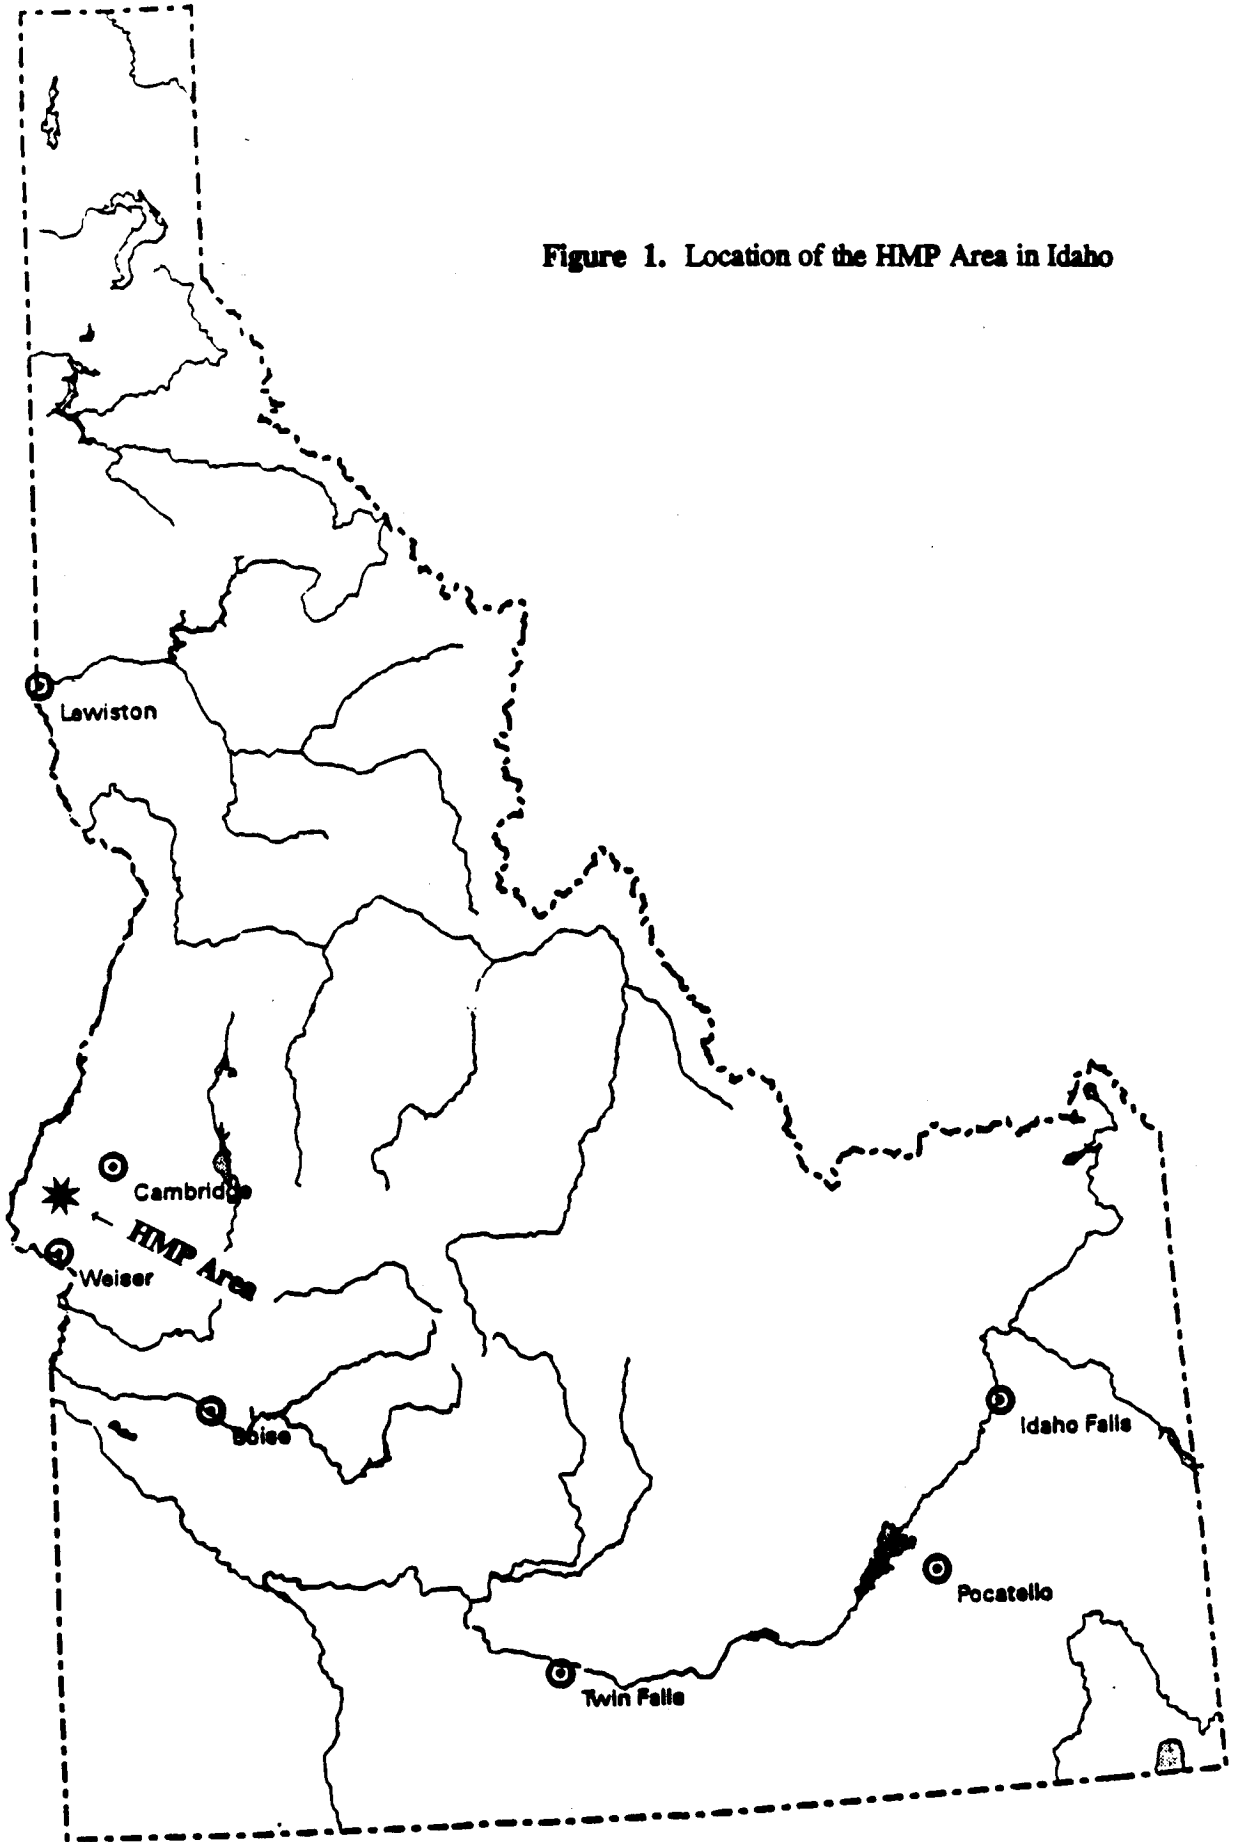 Figure 1. Location of the HMP Area in Idaho
Lewiston
Cambridge
← HMP Area
Weiser
Boise
Idaho Falls
Pocatello
Twin Falls